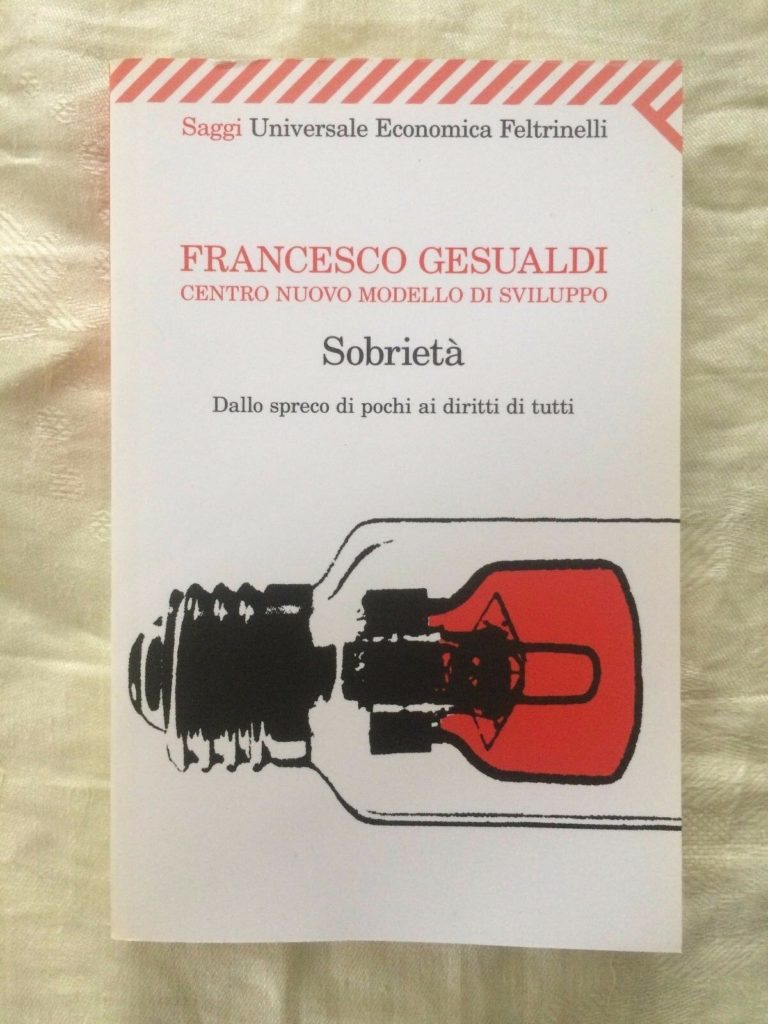 Saggi Universale Economica Feltrinelli
FRANCESCO GESUALDI
CENTRO NUOVO MODELLO DI SVILUPPO
Sobrietà
Dallo spreco di pochi ai diritti di tutti